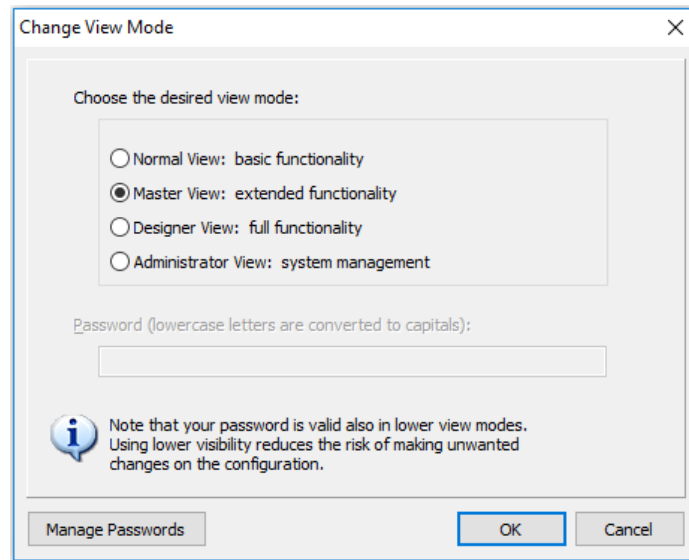 Change View Mode
Choose the desired view mode:
Normal View: basic functionality
Master View: extended functionality
Designer View: full functionality
Administrator View: system management
Password (lowercase letters are converted to capitals):
Note that your password is valid also in lower view modes.
Using lower visibility reduces the risk of making unwanted
changes on the configuration.
Manage Passwords
OK
Cancel